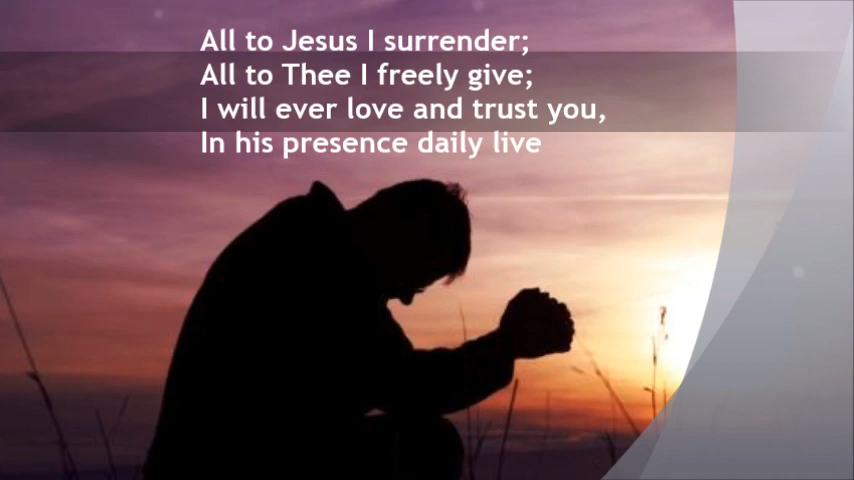 All to Jesus I surrender;
All to Thee I freely give;
I will ever love and trust you,
In his presence daily live